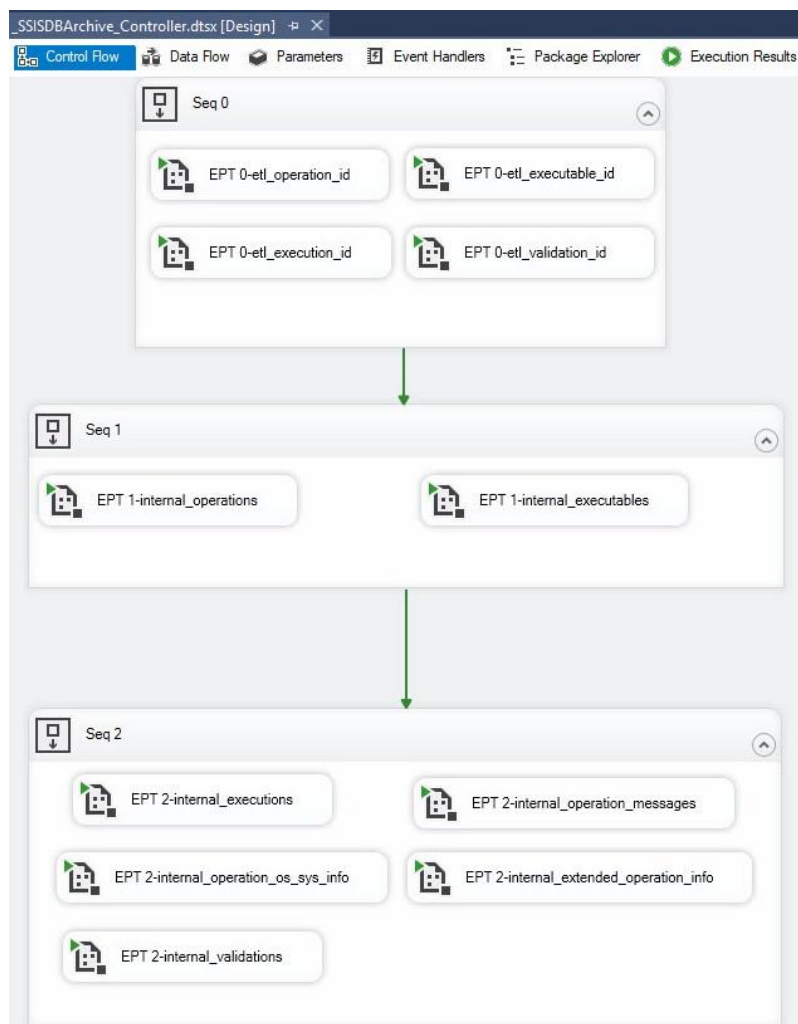 _SSISDBArchive_Controller.dtsx [Design]
Control Flow Data Flow Parameters Event Handlers Package Explorer Execution Results
Seq 0
EPT 0-etl_operation_id EPT 0-etl_executable_id
EPT 0-etl_execution_id EPT 0-etl_validation_id
Seq 1
EPT 1-internal_operations EPT 1-internal_executables
Seq 2
EPT 2-internal_executions EPT 2-internal_operation_messages
EPT 2-internal_operation_os_sys_info EPT 2-internal_extended_operation_info
EPT 2-internal_validations